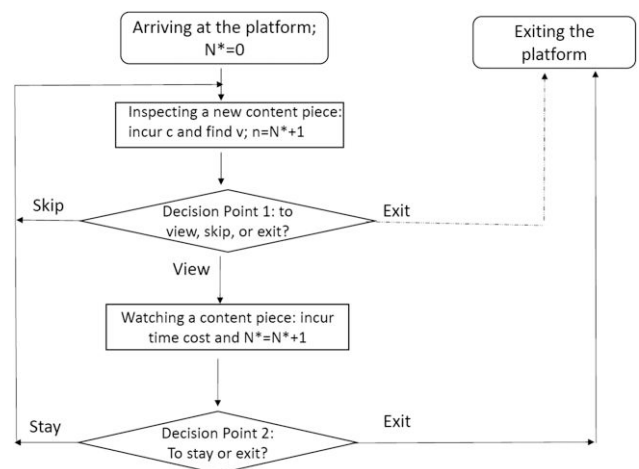 Arriving at the platform;
N*=0
Exiting the
platform
Inspecting a new content piece:
incur c and find v; n=N*+1
Skip
Decision Point 1: to
view, skip, or exit?
Exit
View
Watching a content piece: incur
time cost and N*=N*+1
Stay
Decision Point 2:
To stay or exit?
Exit